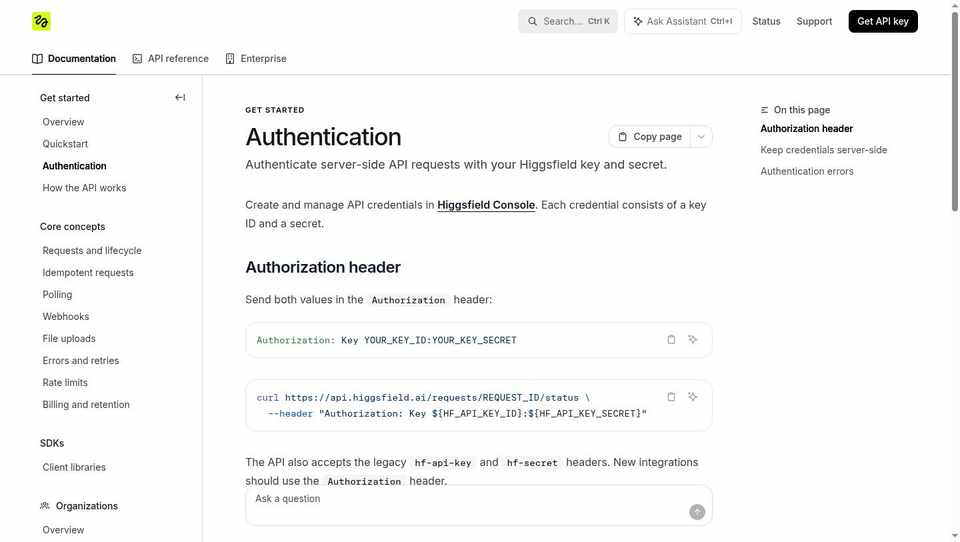 Search...
Ctrl K
Ask Assistant Ctrl+I
Status
Support
Get API key
Documentation
API reference
Enterprise
Get started
Overview
Quickstart
Authentication
How the API works
Core concepts
Requests and lifecycle
Idempotent requests
Polling
Webhooks
File uploads
Errors and retries
Rate limits
Billing and retention
SDKs
Client libraries
Organizations
Overview
GET STARTED
Authentication
Copy page
Authenticate server-side API requests with your Higgsfield key and secret.
Create and manage API credentials in Higgsfield Console. Each credential consists of a key
ID and a secret.
Authorization header
Send both values in the Authorization header:
Authorization: Key YOUR_KEY_ID:YOUR_KEY_SECRET
curl https://api.higgsfield.ai/requests/REQUEST_ID/status \
--header "Authorization: Key ${HF_API_KEY_ID}:${HF_API_KEY_SECRET}"
The API also accepts the legacy hf-api-key and hf-secret headers. New integrations
should use the Authorization header.
Ask a question
On this page
Authorization header
Keep credentials server-side
Authentication errors